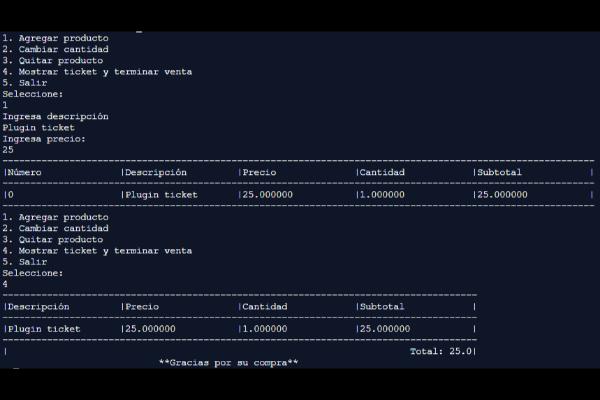 1. Agregar producto
2. Cambiar cantidad
3. Quitar producto
4. Mostrar ticket y terminar venta
5. Salir
Seleccione:
1
Ingresa descripción
Plugin ticket
Ingresa precio:
25
|Número |Descripción |Precio |Cantidad |Subtotal |
|0 |Plugin ticket |25.000000 |1.000000 |25.000000 |
1. Agregar producto
2. Cambiar cantidad
3. Quitar producto
4. Mostrar ticket y terminar venta
5. Salir
Seleccione:
4
|Descripción |Precio |Cantidad |Subtotal |
|Plugin ticket |25.000000 |1.000000 |25.000000 |
| Total: 25.0|
**Gracias por su compra**